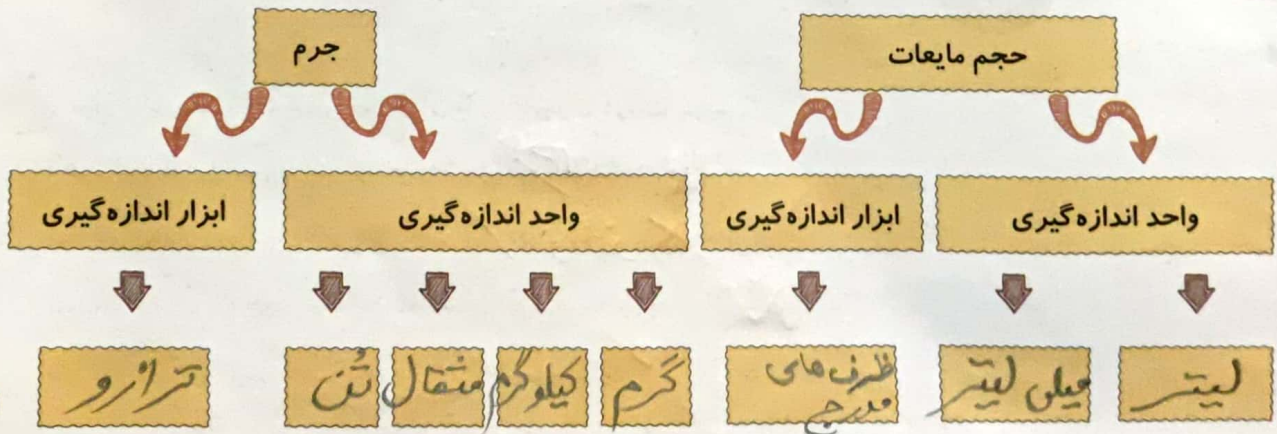 حجم مایعات
جرم
واحد اندازه‌گیری
ابزار اندازه‌گیری
واحد اندازه‌گیری
ابزار اندازه‌گیری
لیتر
میلی لیتر
ظرف های
مدرج
گرم
کیلوگرم
مثقال
تُن
ترازو